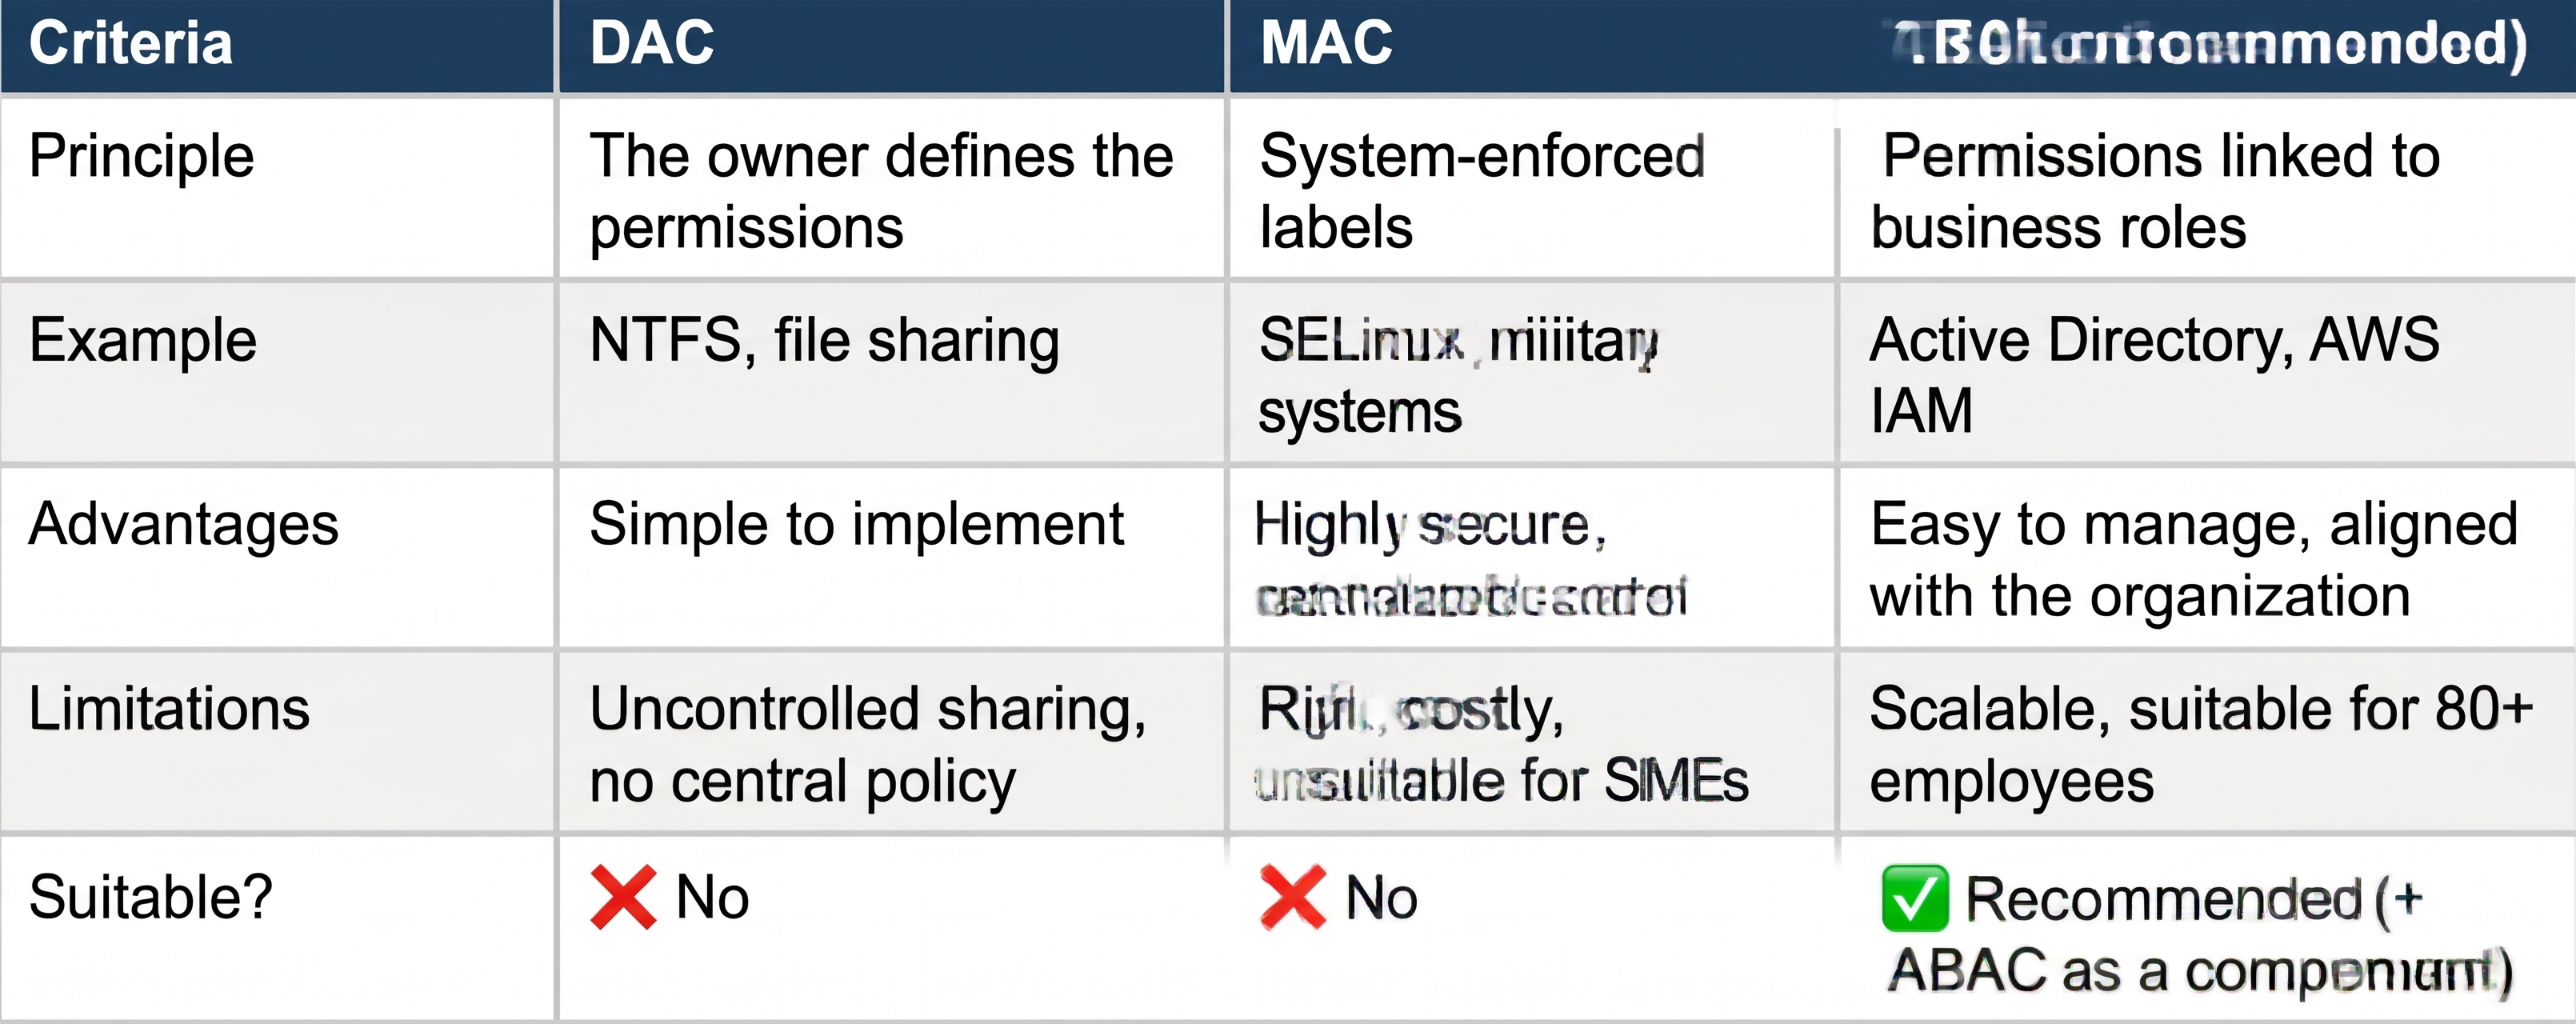 Criteria DAC MAC
Principle The owner defines the System-enforced Permissions linked to
permissions labels business roles
Example NTFS, file sharing SELinux, military Active Directory, AWS
systems IAM
Advantages Simple to implement Highly secure, Easy to manage, aligned
with the organization
Limitations Uncontrolled sharing, costly, Scalable, suitable for 80+
no central policy unsuitable for SMEs employees
Suitable? ❌ No ❌ No ✅ Recommended (+
ABAC as a